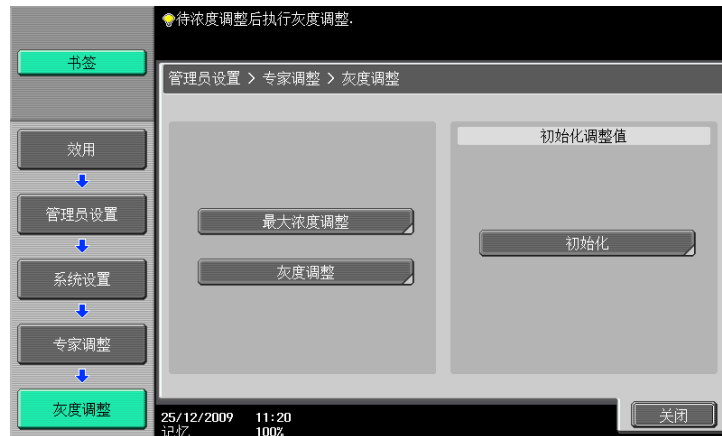 待浓度调整后执行灰度调整.
书签
管理员设置 > 专家调整 > 灰度调整
效用
管理员设置
系统设置
专家调整
灰度调整
最大浓度调整
灰度调整
初始化调整值
初始化
25/12/2009 11:20
记忆 100%
关闭